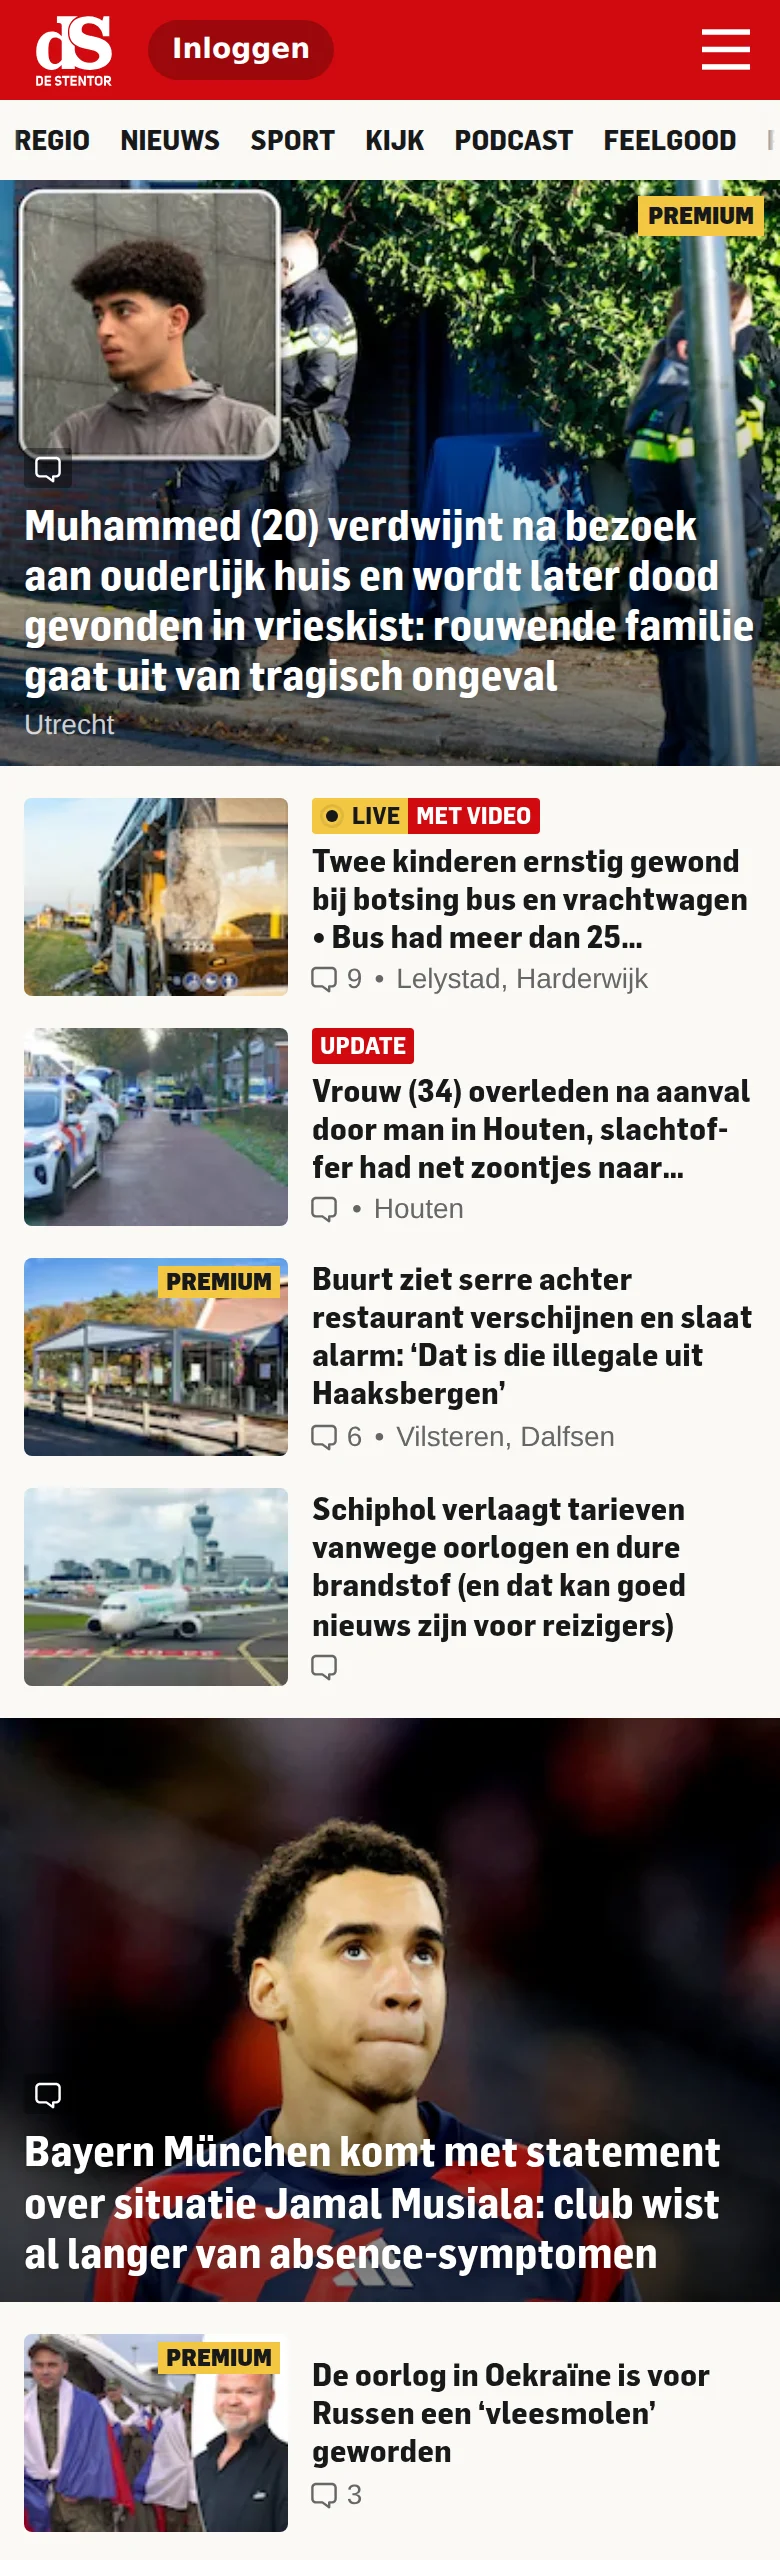 dS
DE STENTOR
Inloggen
REGIO NIEUWS SPORT KIJK PODCAST FEELGOOD
PREMIUM
Muhammed (20) verdwijnt na bezoek
aan ouderlijk huis en wordt later dood
gevonden in vrieskist: rouwende familie
gaat uit van tragisch ongeval
Utrecht
LIVE MET VIDEO
Twee kinderen ernstig gewond
bij botsing bus en vrachtwagen
• Bus had meer dan 25...
9 • Lelystad, Harderwijk
UPDATE
Vrouw (34) overleden na aanval
door man in Houten, slachtof-
fer had net zoontjes naar...
• Houten
PREMIUM
Buurt ziet serre achter
restaurant verschijnen en slaat
alarm: ‘Dat is die illegale uit
Haaksbergen’
6 • Vilsteren, Dalfsen
Schiphol verlaagt tarieven
vanwege oorlogen en dure
brandstof (en dat kan goed
nieuws zijn voor reizigers)
Bayern München komt met statement
over situatie Jamal Musiala: club wist
al langer van absence-symptomen
PREMIUM
De oorlog in Oekraïne is voor
Russen een ‘vleesmolen’
geworden
3